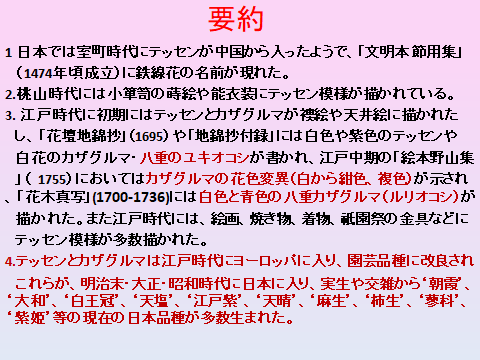 要約
1 日本では室町時代にテッセンが中国から入ったようで、「文明本節用集」
（1474年頃成立）に鉄線花の名前が現れた。
2.桃山時代には小箪笥の蒔絵や能衣装にテッセン模様が描かれている。
3. 江戸時代に初期にはテッセンとカザグルマが襖絵や天井絵に描かれた
し、「花壇地錦抄」（1695）や「地錦抄付録」には白色や紫色のテッセンや
白花のカザグルマ・八重のユキオコシが書かれ、江戸中期の「絵本野山集
」（ 1755）においてはカザグルマの花色変異（白から紺色、複色）が示され
、「花木真写」(1700-1736)には白色と青色の八重カザグルマ（ルリオコシ）が
描かれた。また江戸時代には、絵画、焼き物、着物、祇園祭の金具などに
テッセン模様が多数描かれた。
4.テッセンとカザグルマは江戸時代にヨーロッパに入り、園芸品種に改良され
これらが、明治末・大正・昭和時代に日本に入り、実生や交雑から‘朝霞’、
‘大和’、‘白王冠’、‘天塩’、‘江戸紫’、‘天晴’、‘麻生’、‘柿生’、‘蓼科’、
‘紫姫’等の現在の日本品種が多数生まれた。